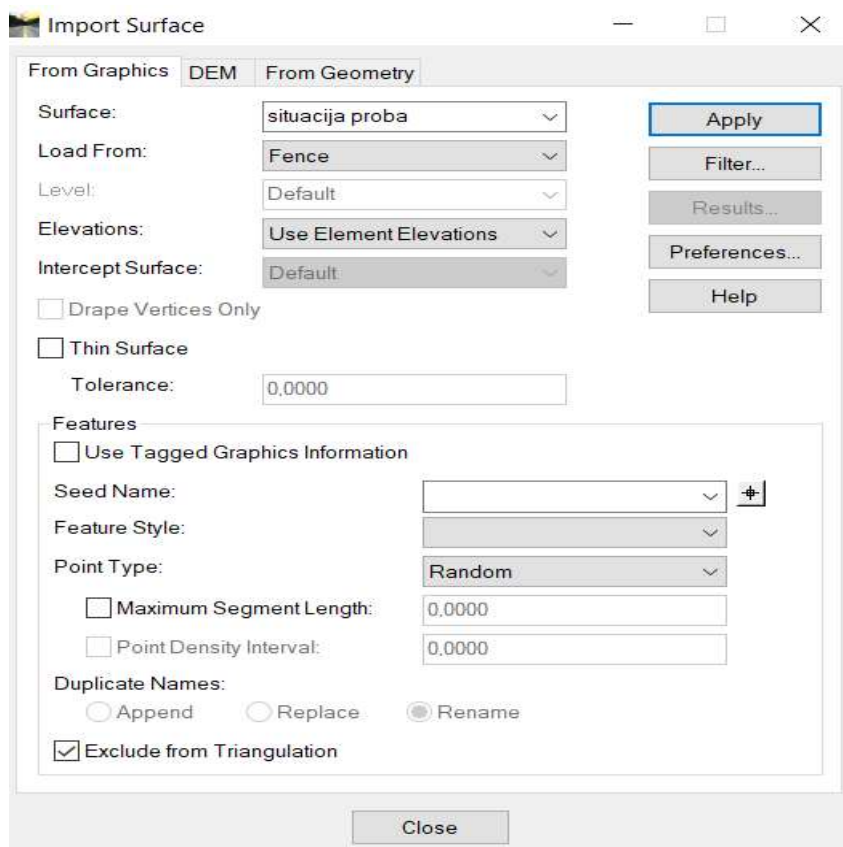 Import Surface
From Graphics DEM From Geometry
Surface: situacija proba Apply
Load From: Fence Filter...
Level: Default Results...
Elevations: Use Element Elevations Preferences...
Intercept Surface: Default Help
Drape Vertices Only
Thin Surface
Tolerance: 0,0000
Features
Use Tagged Graphics Information
Seed Name:
Feature Style:
Point Type: Random
Maximum Segment Length: 0,0000
Point Density Interval: 0,0000
Duplicate Names:
Append Replace Rename
Exclude from Triangulation
Close